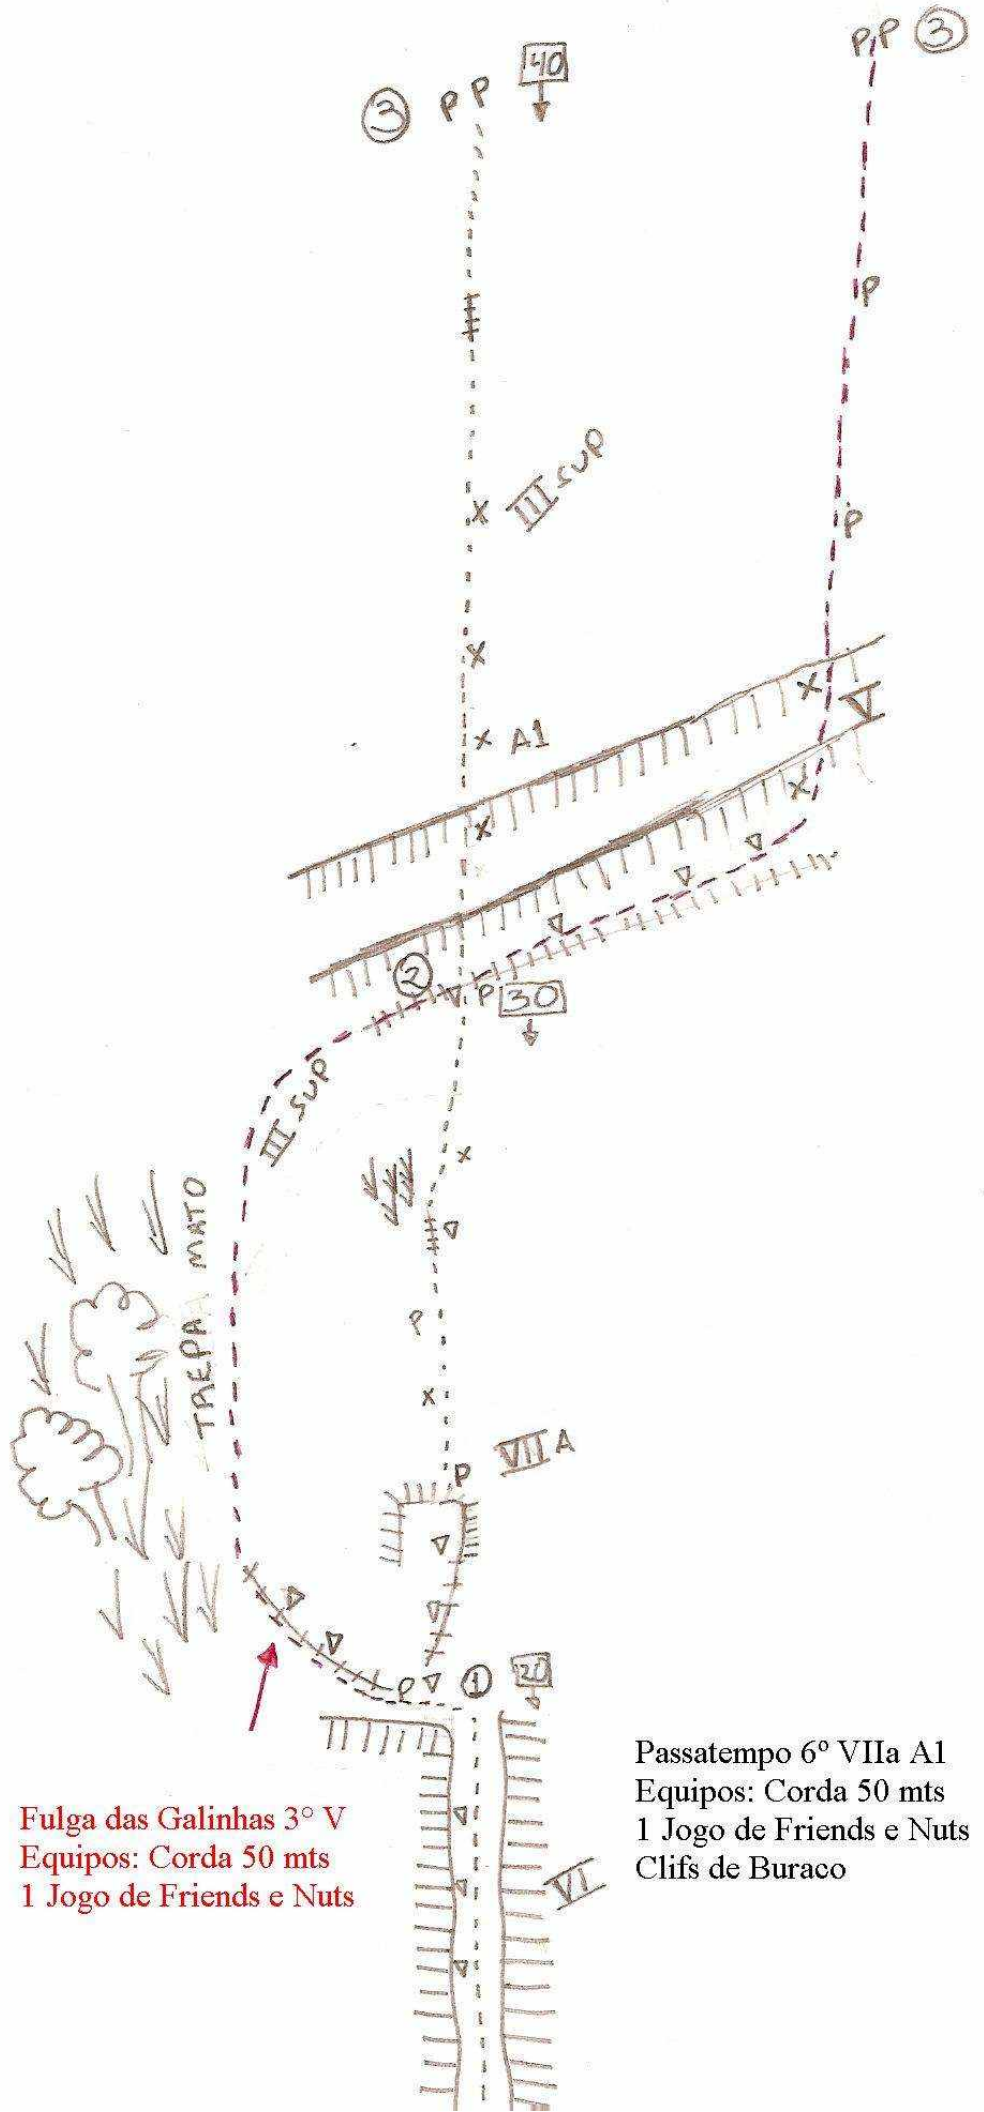 PP ③
③ PP 40
P
III SUP
X
P
X
X
V
X A1
X
X
② P 30
III SUP
X
TREPA MATO
P
X
VII A
P
P ① 20
Passatempo 6º VIIa A1
Equipos: Corda 50 mts
1 Jogo de Friends e Nuts
Clifs de Buraco
Fulga das Galinhas 3° V
Equipos: Corda 50 mts
1 Jogo de Friends e Nuts
VI